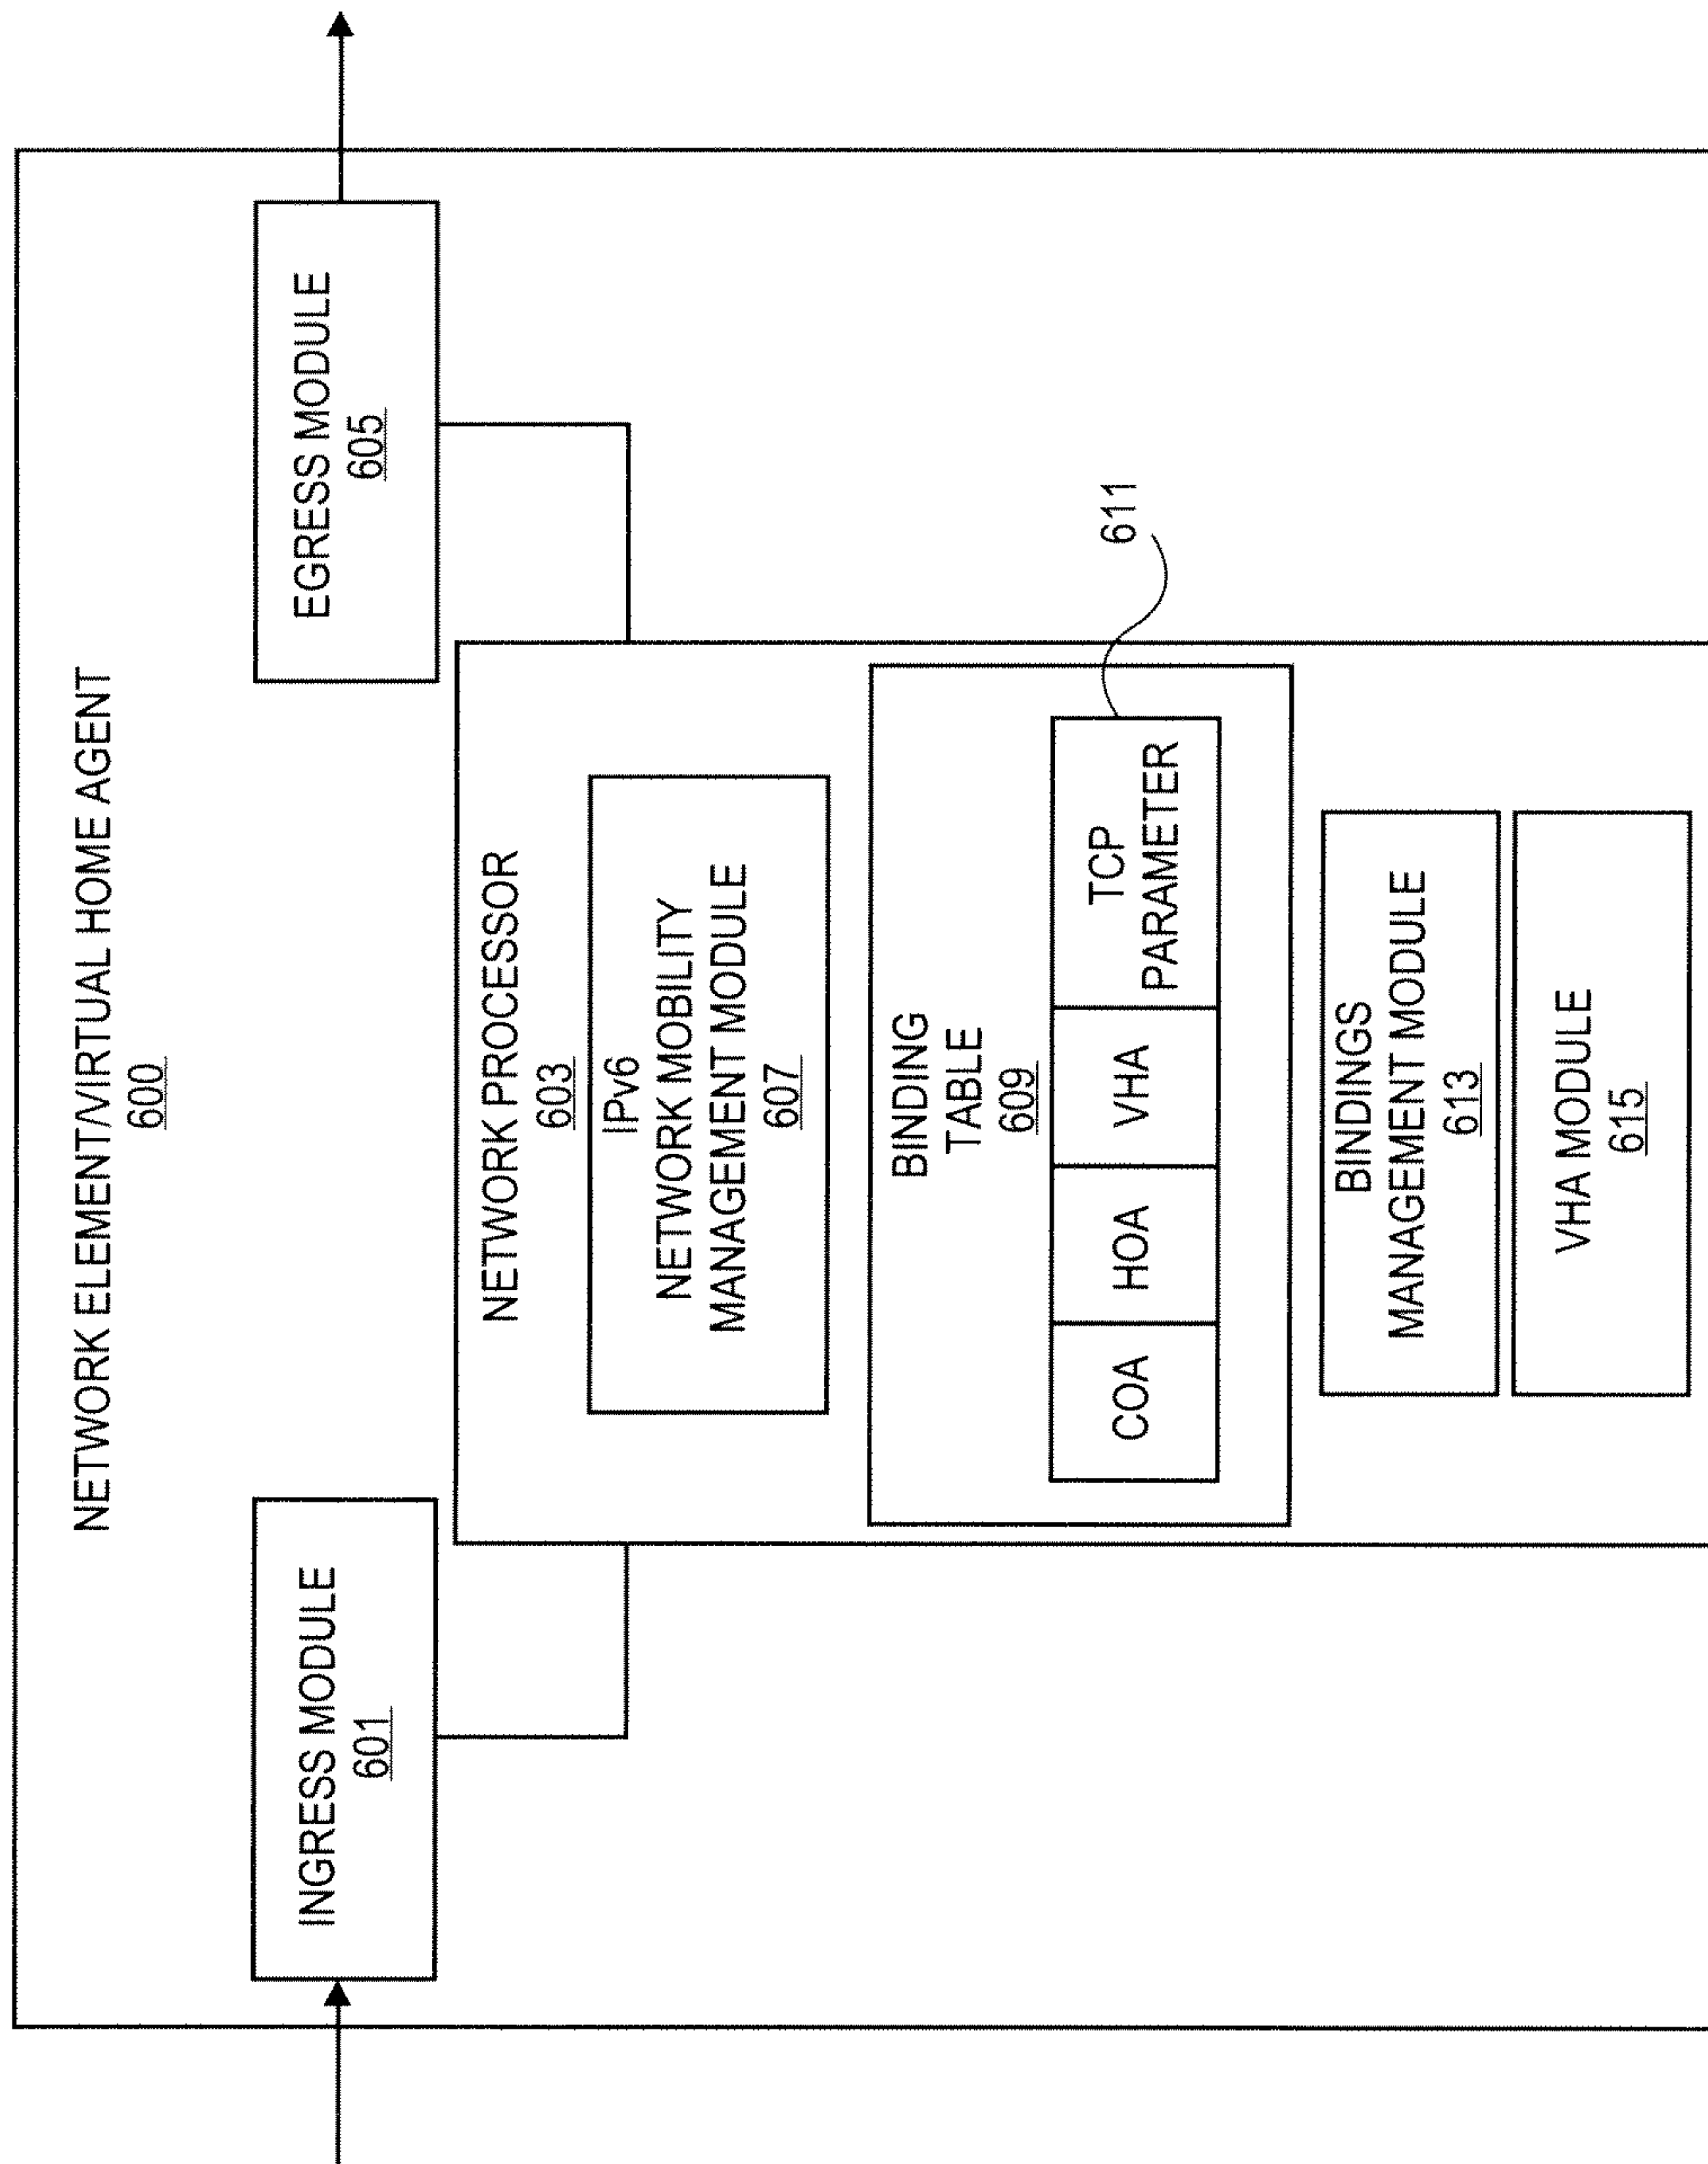 NETWORK ELEMENT/VIRTUAL HOME AGENT
600
INGRESS MODULE
601
EGRESS MODULE
605
NETWORK PROCESSOR
603
IPv6
NETWORK MOBILITY
MANAGEMENT MODULE
607
BINDING
TABLE
609
COA
HOA
VHA
TCP
PARAMETER
611
BINDINGS
MANAGEMENT MODULE
613
VHA MODULE
615